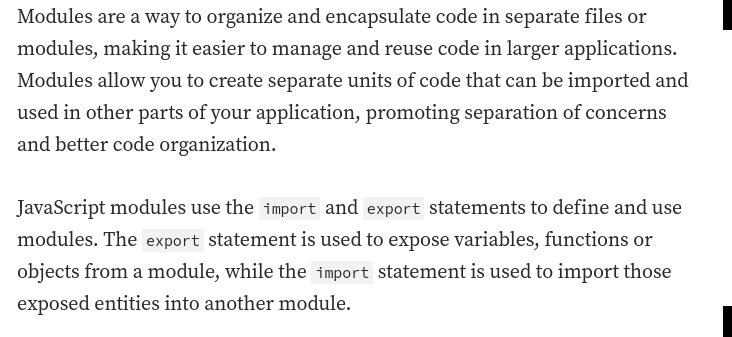 Modules are a way to organize and encapsulate code in separate files or
modules, making it easier to manage and reuse code in larger applications.
Modules allow you to create separate units of code that can be imported and
used in other parts of your application, promoting separation of concerns
and better code organization.
JavaScript modules use the import and export statements to define and use
modules. The export statement is used to expose variables, functions or
objects from a module, while the import statement is used to import those
exposed entities into another module.